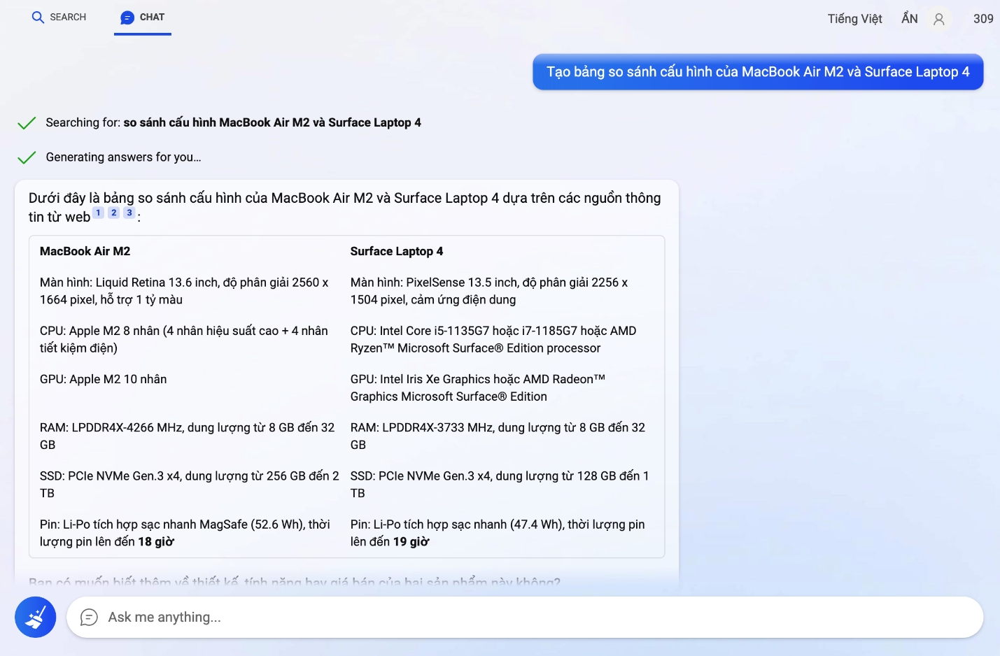 SEARCH
CHAT
Tiếng Việt
ẨN
309
Tạo bảng so sánh cấu hình của MacBook Air M2 và Surface Laptop 4
Searching for: so sánh cấu hình MacBook Air M2 và Surface Laptop 4
Generating answers for you...
Dưới đây là bảng so sánh cấu hình của MacBook Air M2 và Surface Laptop 4 dựa trên các nguồn thông
tin từ web 1 2 3 :
MacBook Air M2
Surface Laptop 4
Màn hình: Liquid Retina 13.6 inch, độ phân giải 2560 x
1664 pixel, hỗ trợ 1 tỷ màu
Màn hình: PixelSense 13.5 inch, độ phân giải 2256 x
1504 pixel, cảm ứng điện dung
CPU: Apple M2 8 nhân (4 nhân hiệu suất cao + 4 nhân
tiết kiệm điện)
CPU: Intel Core i5-1135G7 hoặc i7-1185G7 hoặc AMD
Ryzen™ Microsoft Surface® Edition processor
GPU: Apple M2 10 nhân
GPU: Intel Iris Xe Graphics hoặc AMD Radeon™
Graphics Microsoft Surface® Edition
RAM: LPDDR4X-4266 MHz, dung lượng từ 8 GB đến 32
GB
RAM: LPDDR4X-3733 MHz, dung lượng từ 8 GB đến 32
GB
SSD: PCIe NVMe Gen.3 x4, dung lượng từ 256 GB đến 2
TB
SSD: PCIe NVMe Gen.3 x4, dung lượng từ 128 GB đến 1
TB
Pin: Li-Po tích hợp sạc nhanh MagSafe (52.6 Wh), thời
lượng pin lên đến 18 giờ
Pin: Li-Po tích hợp sạc nhanh (47.4 Wh), thời lượng pin
lên đến 19 giờ
Bạn có muốn biết thêm về thiết kế, tính năng hay giá bán của hai sản phẩm này không?
Ask me anything...